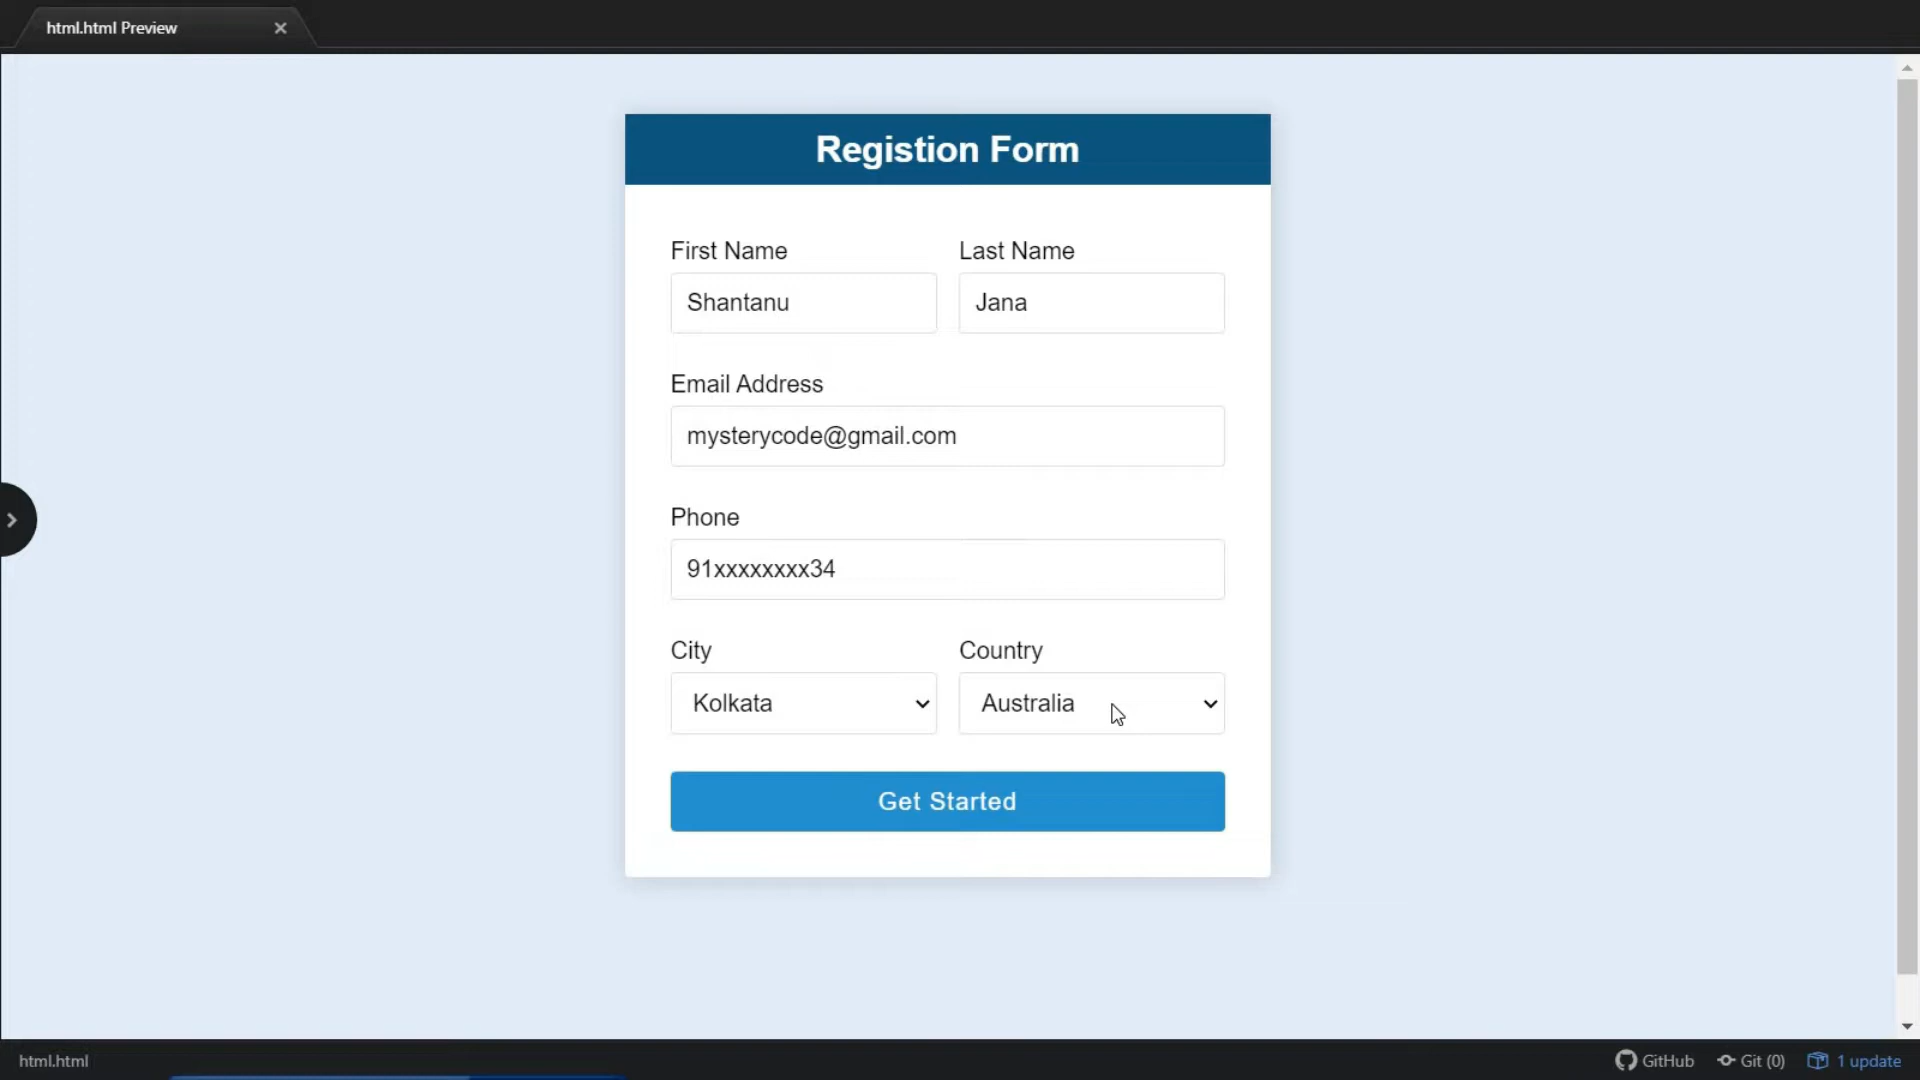 html.html Preview
Registion Form
First Name Last Name
Shantanu Jana
Email Address
mysterycode@gmail.com
Phone
91xxxxxxxx34
City Country
Kolkata Australia
Get Started
html.html GitHub Git (0) 1 update